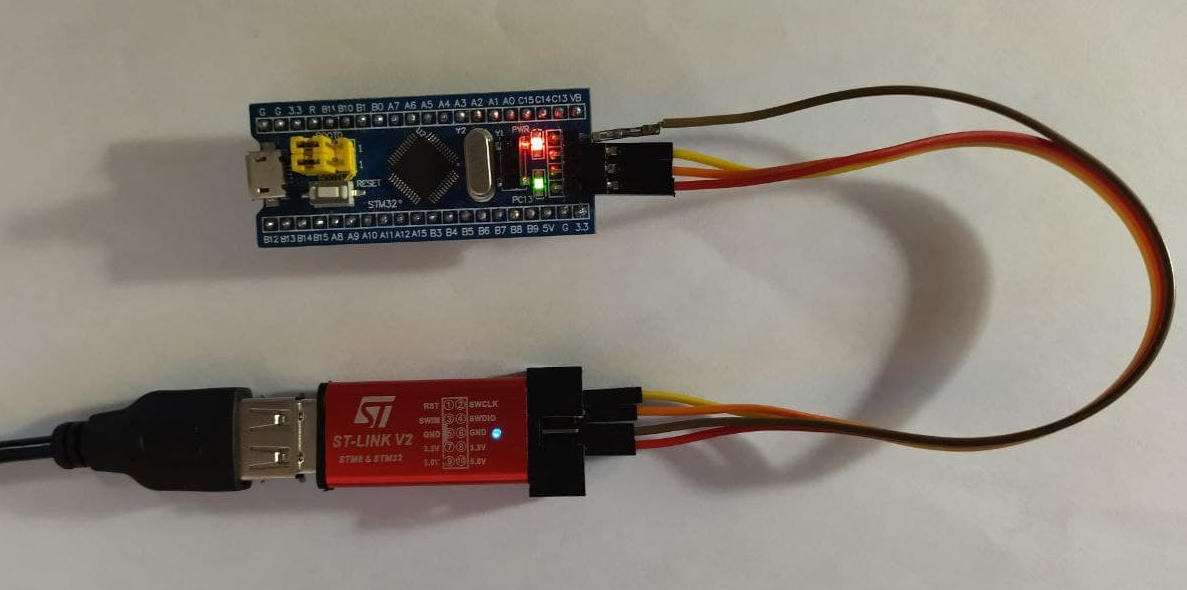 G G 3.3 R B11 B10 B1 B0 A7 A6 A5 A4 A3 A2 A1 A0 C15 C14 C13 VB
Y2 Y1 PWR
1
1
RESET
STM32
PC13
B12 B13 B14 B15 A8 A9 A10 A11 A12 A15 B3 B4 B5 B6 B7 B8 B9 5V G 3.3
ST
ST-LINK V2
STM8 & STM32
RST 1 2 SWCLK
SWIM 3 4 SWDIO
GND 5 6 GND
3.3V 7 8 3.3V
5.0V 9 10 5.0V